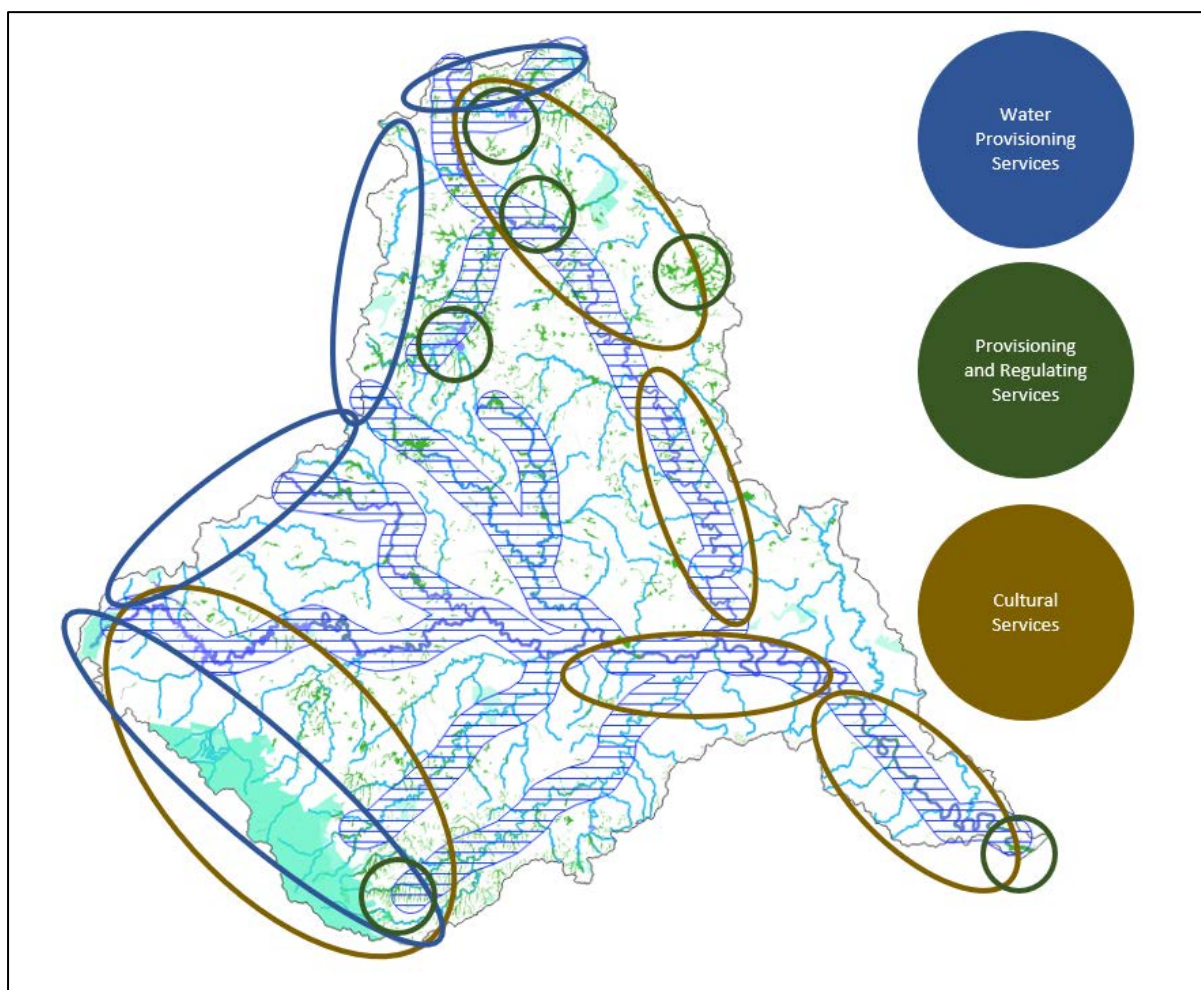 Water
Provisioning
Services
Provisioning
and Regulating
Services
Cultural
Services